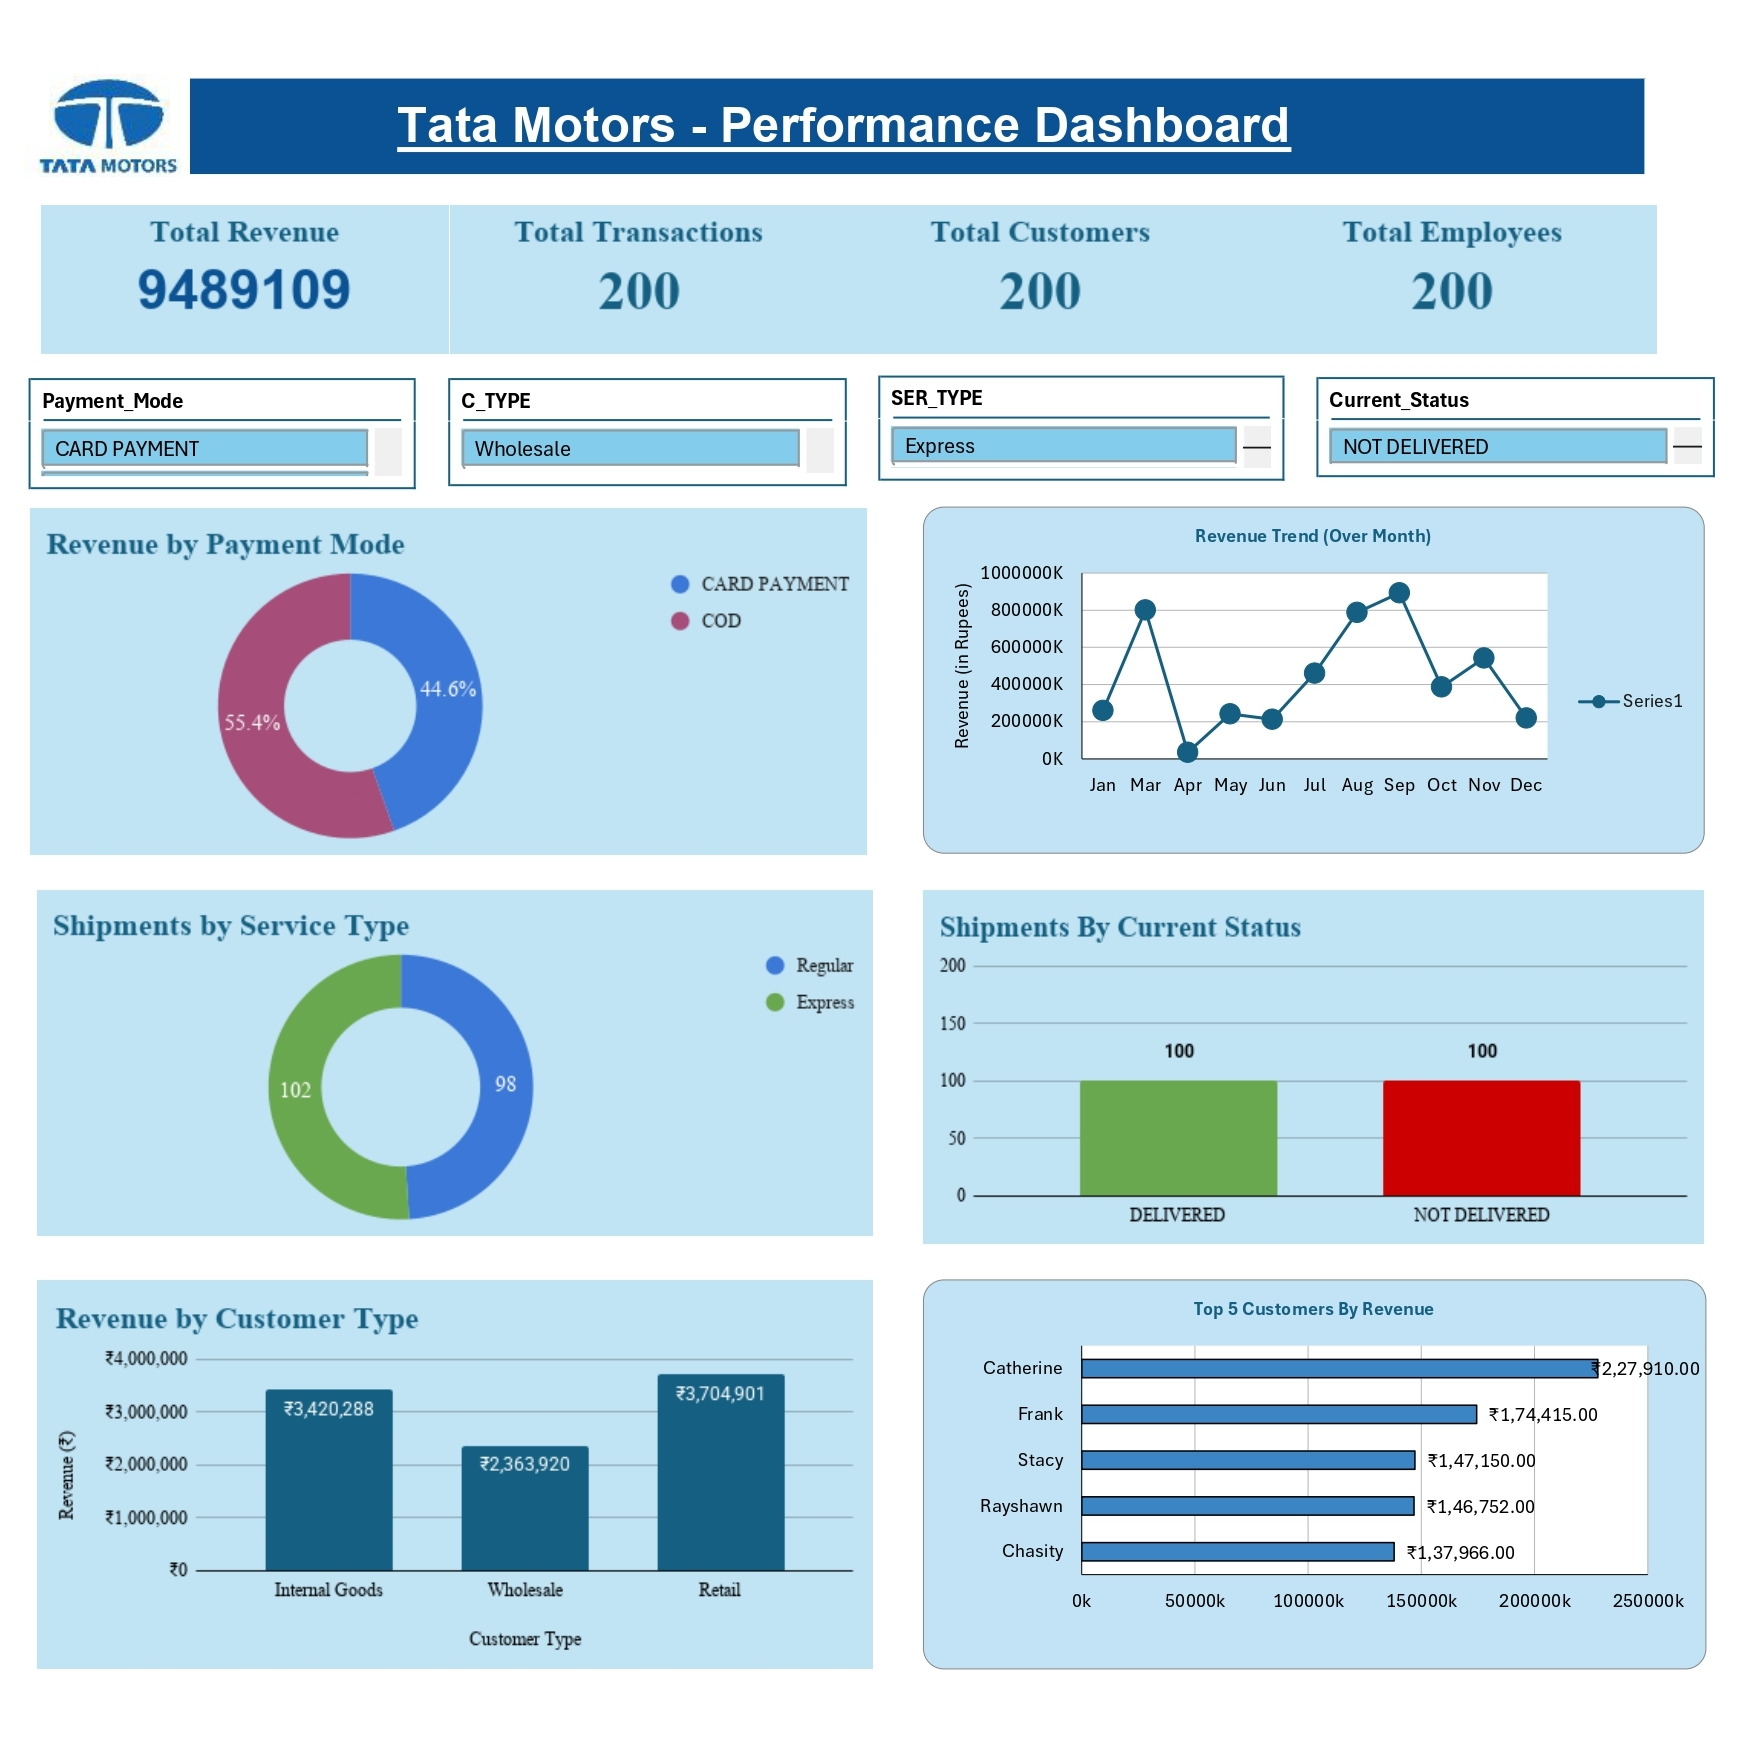 TATA MOTORS
Tata Motors - Performance Dashboard
Total Revenue
9489109
Total Transactions
200
Total Customers
200
Total Employees
200
Payment_Mode
CARD PAYMENT
C_TYPE
Wholesale
SER_TYPE
Express
Current_Status
NOT DELIVERED
Revenue by Payment Mode
CARD PAYMENT
COD
44.6%
55.4%
Revenue Trend (Over Month)
Revenue (in Rupees)
1000000K
800000K
600000K
400000K
200000K
0K
Jan Mar Apr May Jun Jul Aug Sep Oct Nov Dec
Series1
Shipments by Service Type
Regular
Express
102
98
Shipments By Current Status
200
150
100
50
0
100
100
DELIVERED
NOT DELIVERED
Revenue by Customer Type
Revenue (₹)
₹4,000,000
₹3,000,000
₹2,000,000
₹1,000,000
₹0
₹3,420,288
₹2,363,920
₹3,704,901
Internal Goods
Wholesale
Retail
Customer Type
Top 5 Customers By Revenue
Catherine ₹2,27,910.00
Frank ₹1,74,415.00
Stacy ₹1,47,150.00
Rayshawn ₹1,46,752.00
Chasity ₹1,37,966.00
0k 50000k 100000k 150000k 200000k 250000k